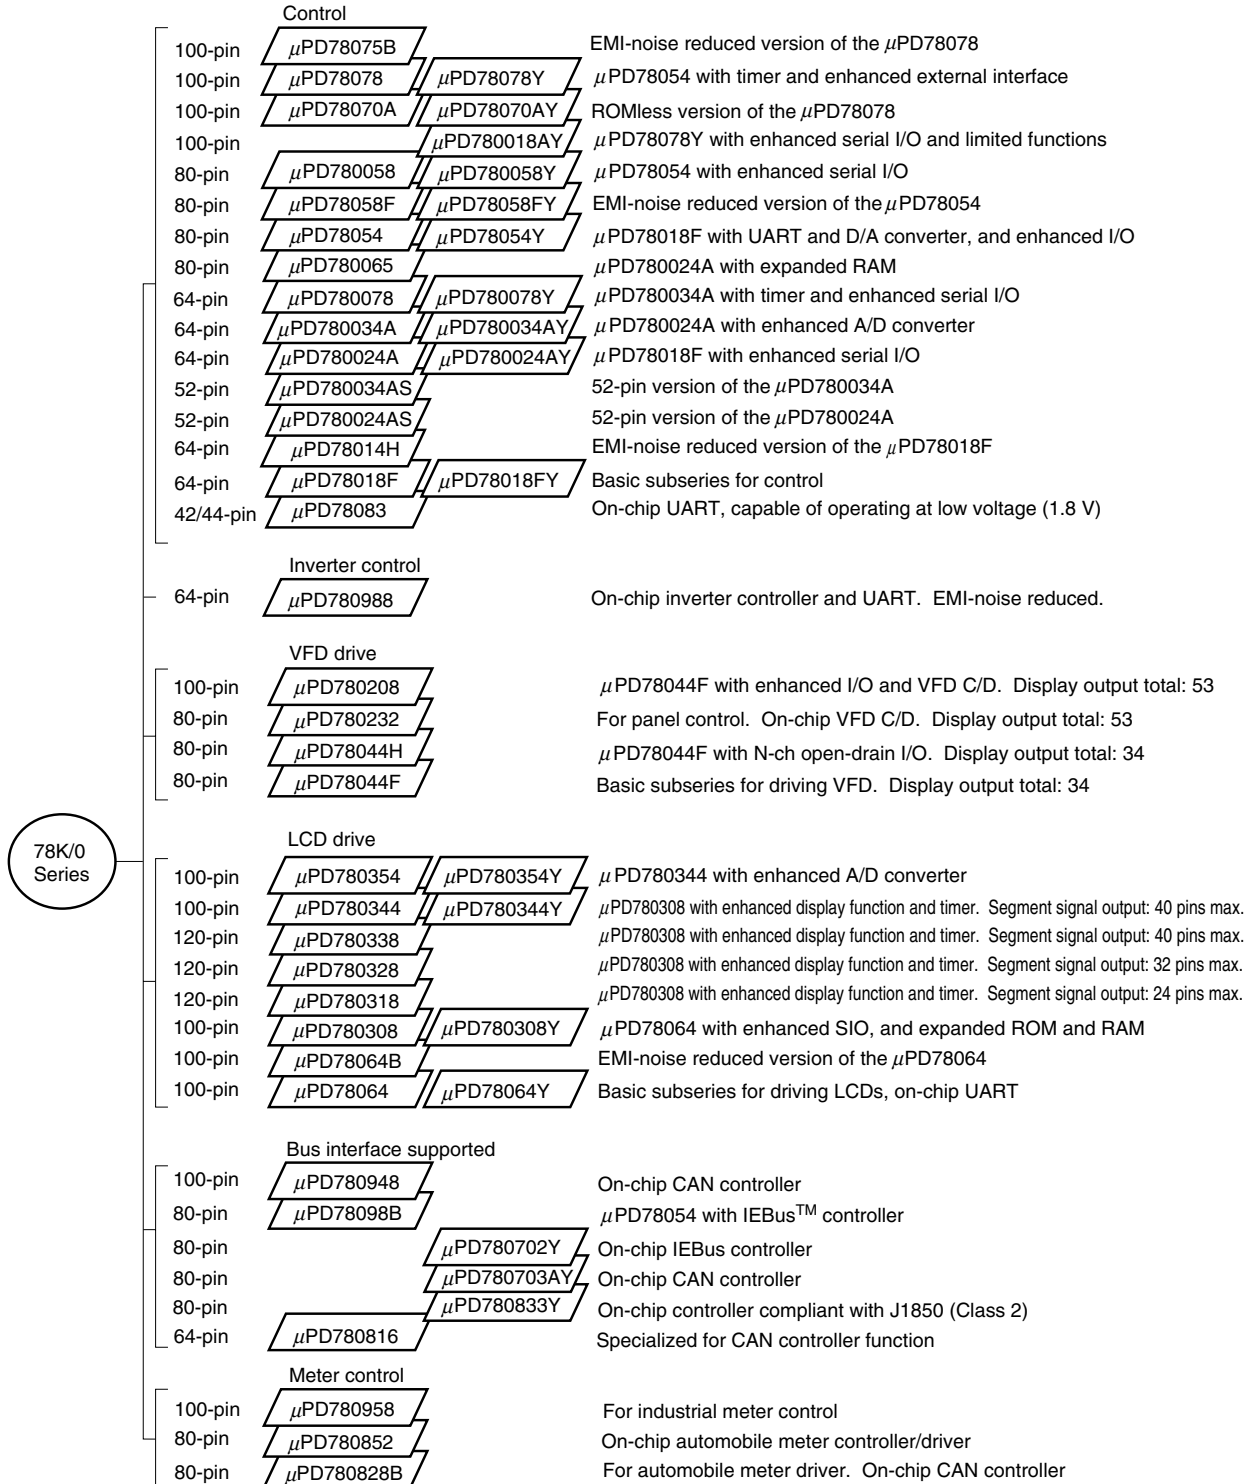 Control
100-pin μPD78075B EMI-noise reduced version of the μPD78078
100-pin μPD78078 μPD78078Y μPD78054 with timer and enhanced external interface
100-pin μPD78070A μPD78070AY ROMless version of the μPD78078
100-pin μPD780018AY μPD78078Y with enhanced serial I/O and limited functions
80-pin μPD780058 μPD780058Y μPD78054 with enhanced serial I/O
80-pin μPD78058F μPD78058FY EMI-noise reduced version of the μPD78054
80-pin μPD78054 μPD78054Y μPD78018F with UART and D/A converter, and enhanced I/O
80-pin μPD780065 μPD780024A with expanded RAM
64-pin μPD780078 μPD780078Y μPD780034A with timer and enhanced serial I/O
64-pin μPD780034A μPD780034AY μPD780024A with enhanced A/D converter
64-pin μPD780024A μPD780024AY μPD78018F with enhanced serial I/O
52-pin μPD780034AS 52-pin version of the μPD780034A
52-pin μPD780024AS 52-pin version of the μPD780024A
64-pin μPD78014H EMI-noise reduced version of the μPD78018F
64-pin μPD78018F μPD78018FY Basic subseries for control
42/44-pin μPD78083 On-chip UART, capable of operating at low voltage (1.8 V)
Inverter control
64-pin μPD780988 On-chip inverter controller and UART. EMI-noise reduced.
VFD drive
100-pin μPD780208 μPD78044F with enhanced I/O and VFD C/D. Display output total: 53
80-pin μPD780232 For panel control. On-chip VFD C/D. Display output total: 53
80-pin μPD78044H μPD78044F with N-ch open-drain I/O. Display output total: 34
80-pin μPD78044F Basic subseries for driving VFD. Display output total: 34
78K/0
Series
LCD drive
100-pin μPD780354 μPD780354Y μPD780344 with enhanced A/D converter
100-pin μPD780344 μPD780344Y μPD780308 with enhanced display function and timer. Segment signal output: 40 pins max.
120-pin μPD780338 μPD780308 with enhanced display function and timer. Segment signal output: 40 pins max.
120-pin μPD780328 μPD780308 with enhanced display function and timer. Segment signal output: 32 pins max.
120-pin μPD780318 μPD780308 with enhanced display function and timer. Segment signal output: 24 pins max.
100-pin μPD780308 μPD780308Y μPD78064 with enhanced SIO, and expanded ROM and RAM
100-pin μPD78064B EMI-noise reduced version of the μPD78064
100-pin μPD78064 μPD78064Y Basic subseries for driving LCDs, on-chip UART
Bus interface supported
100-pin μPD780948 On-chip CAN controller
80-pin μPD78098B μPD78054 with IEBus™ controller
80-pin μPD780702Y On-chip IEBus controller
80-pin μPD780703AY On-chip CAN controller
80-pin μPD780833Y On-chip controller compliant with J1850 (Class 2)
64-pin μPD780816 Specialized for CAN controller function
Meter control
100-pin μPD780958 For industrial meter control
80-pin μPD780852 On-chip automobile meter controller/driver
80-pin μPD780828B For automobile meter driver. On-chip CAN controller